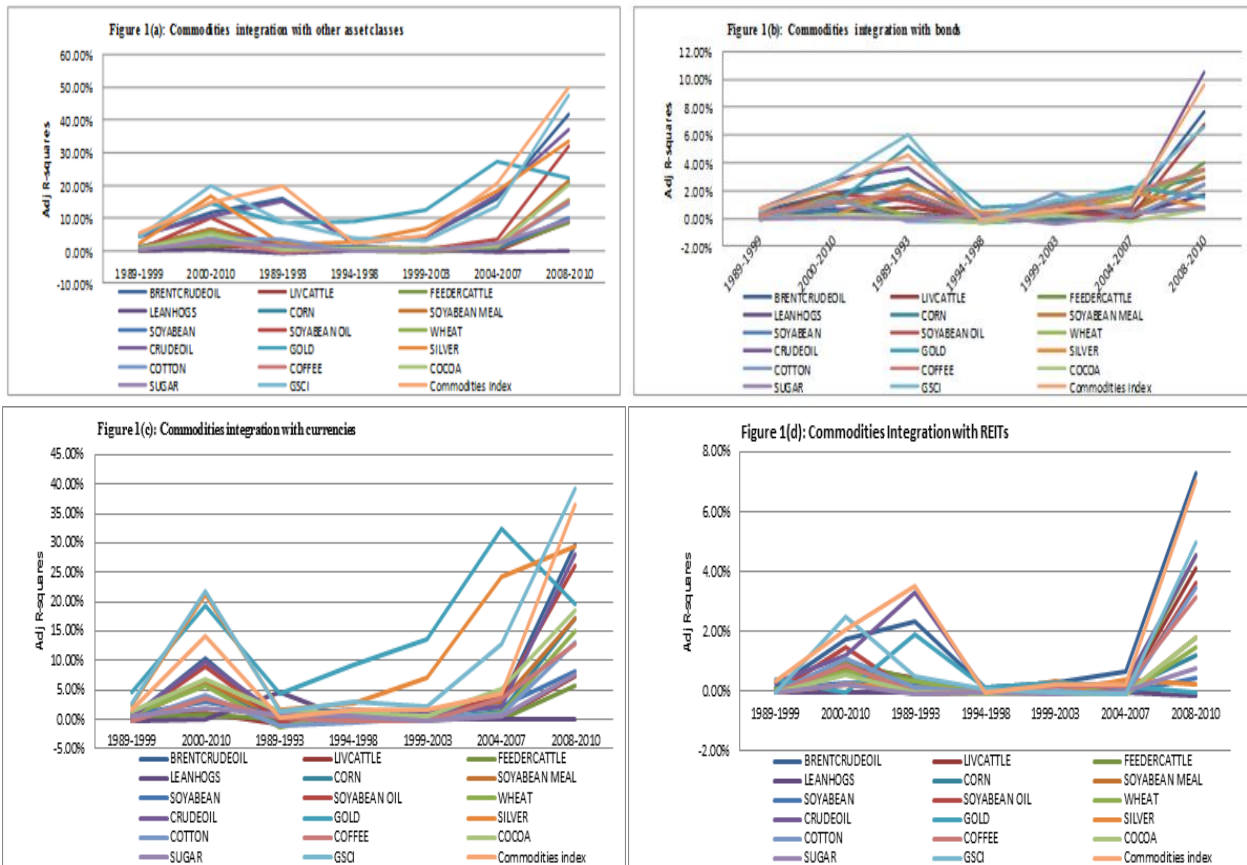 Figure 1(a): Commodities integration with other asset classes
60.00%
50.00%
40.00%
30.00%
20.00%
10.00%
0.00%
-10.00%
Adj R-squares
1989-1999 2000-2010 1989-1993 1994-1998 1999-2003 2004-2007 2008-2010
BRENTCRUDEOIL LIVCATTLE FEEDERCATTLE
LEANHOGS CORN SOYABEAN MEAL
SOYABEAN SOYABEAN OIL WHEAT
CRUDEOIL GOLD SILVER
COTTON COFFEE COCOA
SUGAR GSCI Commodities index
Figure 1(b): Commodities integration with bonds
12.00%
10.00%
8.00%
6.00%
4.00%
2.00%
0.00%
-2.00%
Adj R-squares
1989-1999 2000-2010 1989-1993 1994-1998 1999-2003 2004-2007 2008-2010
BRENTCRUDEOIL LIVCATTLE FEEDERCATTLE
LEANHOGS CORN SOYABEAN MEAL
SOYABEAN SOYABEAN OIL WHEAT
CRUDEOIL GOLD SILVER
COTTON COFFEE COCOA
SUGAR GSCI Commodities index
Figure 1(c): Commodities integration with currencies
45.00%
40.00%
35.00%
30.00%
25.00%
20.00%
15.00%
10.00%
5.00%
0.00%
-5.00%
Adj R-squares
1989-1999 2000-2010 1989-1993 1994-1998 1999-2003 2004-2007 2008-2010
BRENTCRUDEOIL LIVCATTLE FEEDERCATTLE
LEANHOGS CORN SOYABEAN MEAL
SOYABEAN SOYABEAN OIL WHEAT
CRUDEOIL GOLD SILVER
COTTON COFFEE COCOA
SUGAR GSCI Commodities index
Figure 1(d): Commodities Integration with REITs
8.00%
6.00%
4.00%
2.00%
0.00%
-2.00%
Adj R-squares
1989-1999 2000-2010 1989-1993 1994-1998 1999-2003 2004-2007 2008-2010
BRENTCRUDEOIL LIVCATTLE FEEDERCATTLE
LEANHOGS CORN SOYABEAN MEAL
SOYABEAN SOYABEAN OIL WHEAT
CRUDEOIL GOLD SILVER
COTTON COFFEE COCOA
SUGAR GSCI Commodities index